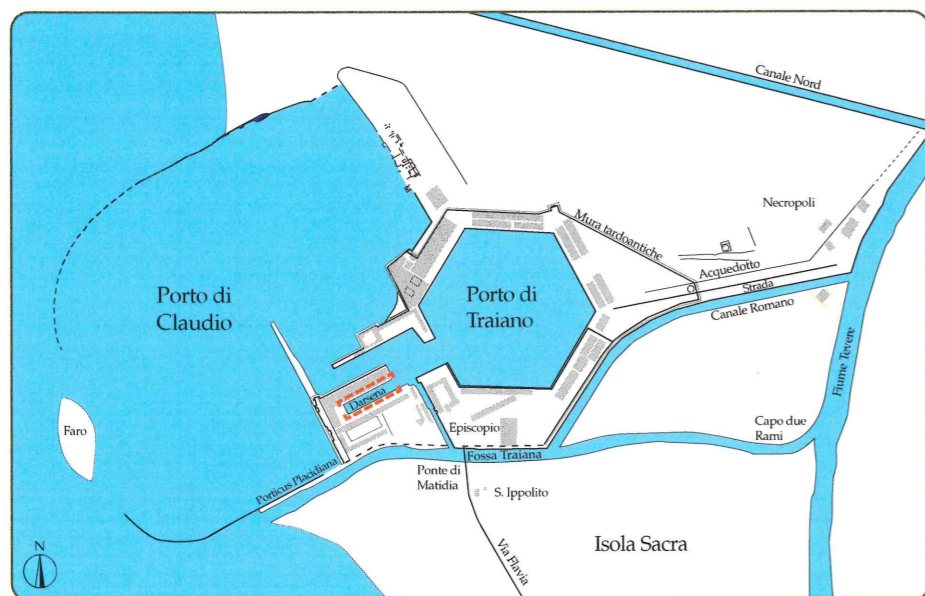 Canale Nord
Necropoli
Mura tardoantiche
Acquedotto
Strada
Canale Romano
Porto di
Claudio
Porto di
Traiano
Fiume Tevere
Darsena
Faro
Episcopio
Capo due
Rami
Fossa Traiana
Porticus Placidiana
Ponte di
Matidia
S. Ippolito
Via Flavia
Isola Sacra
N